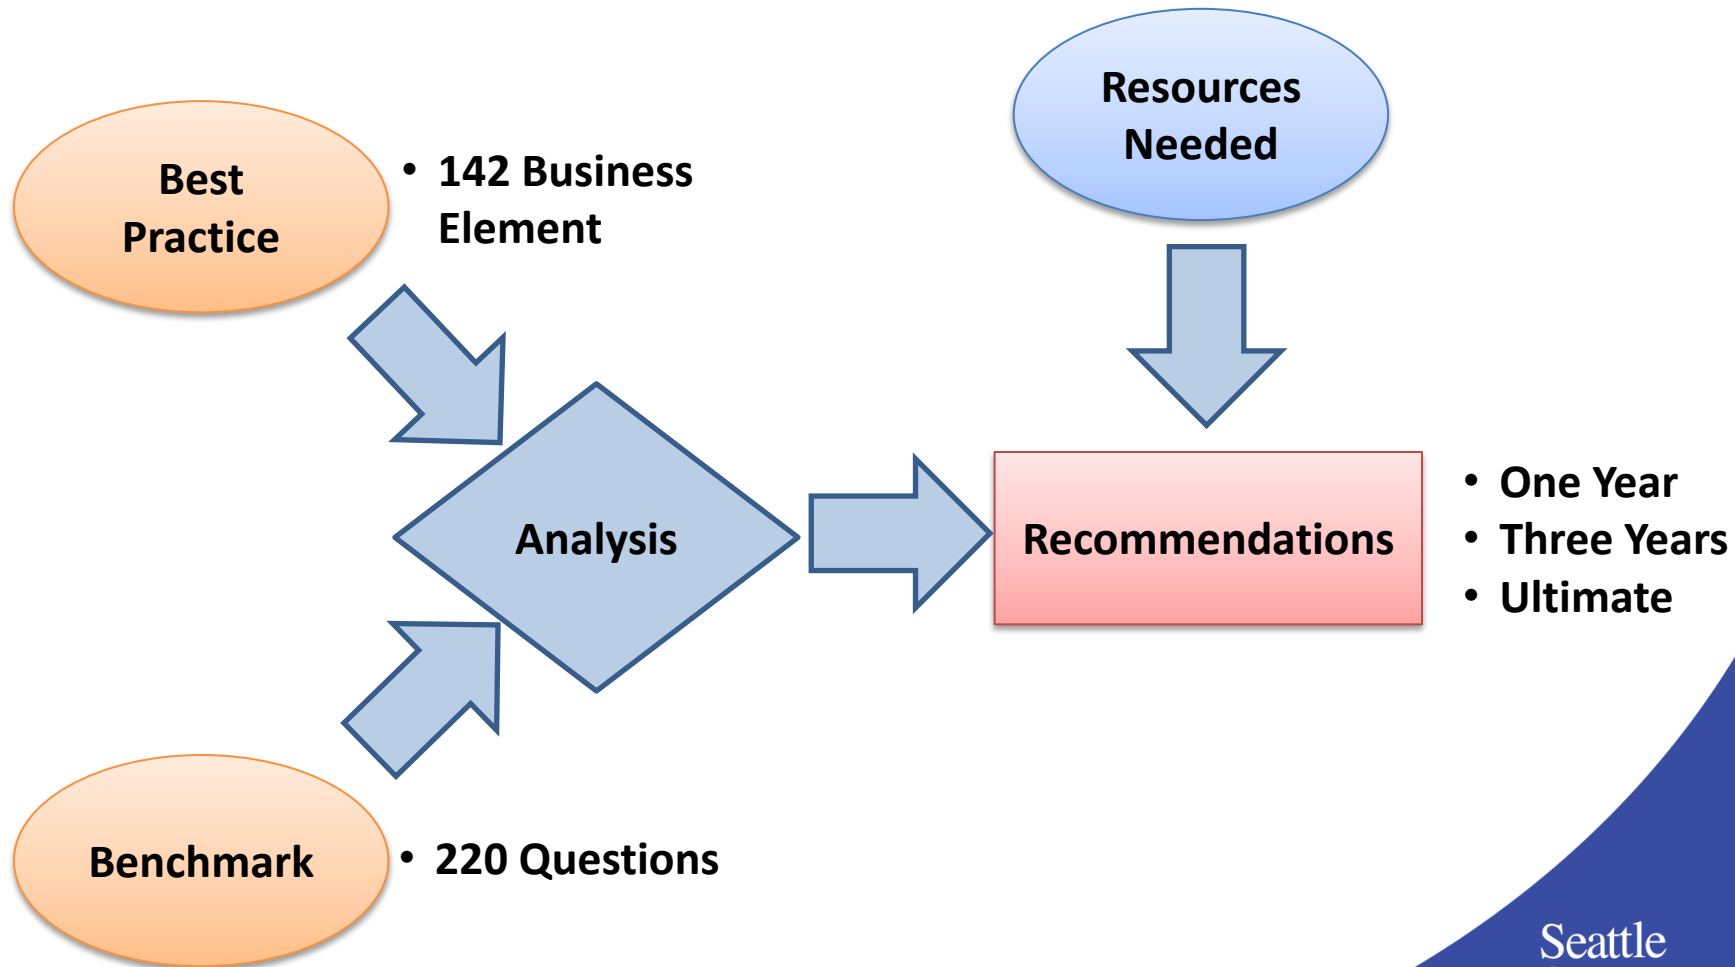 Best
Practice
• 142 Business
Element
Resources
Needed
Analysis
Recommendations
• One Year
• Three Years
• Ultimate
Benchmark
• 220 Questions
Seattle